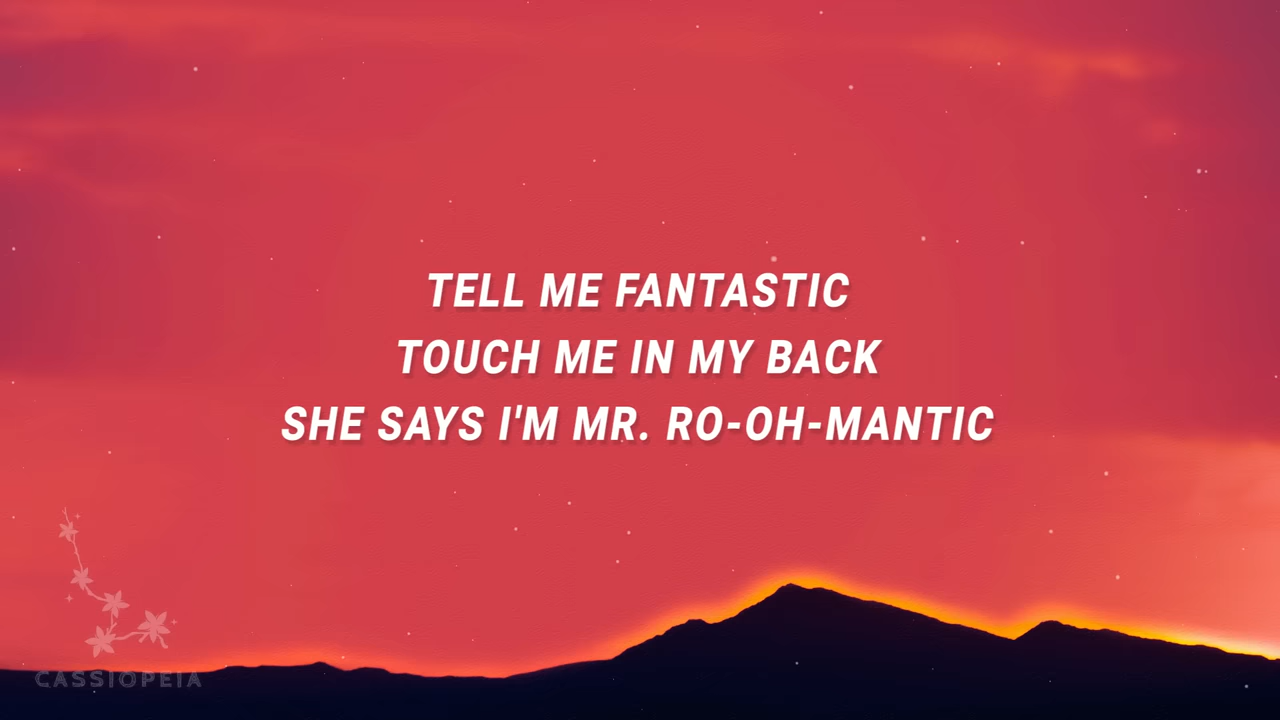 TELL ME FANTASTIC
TOUCH ME IN MY BACK
SHE SAYS I'M MR. RO-OH-MANTIC
CASSIOPEIA